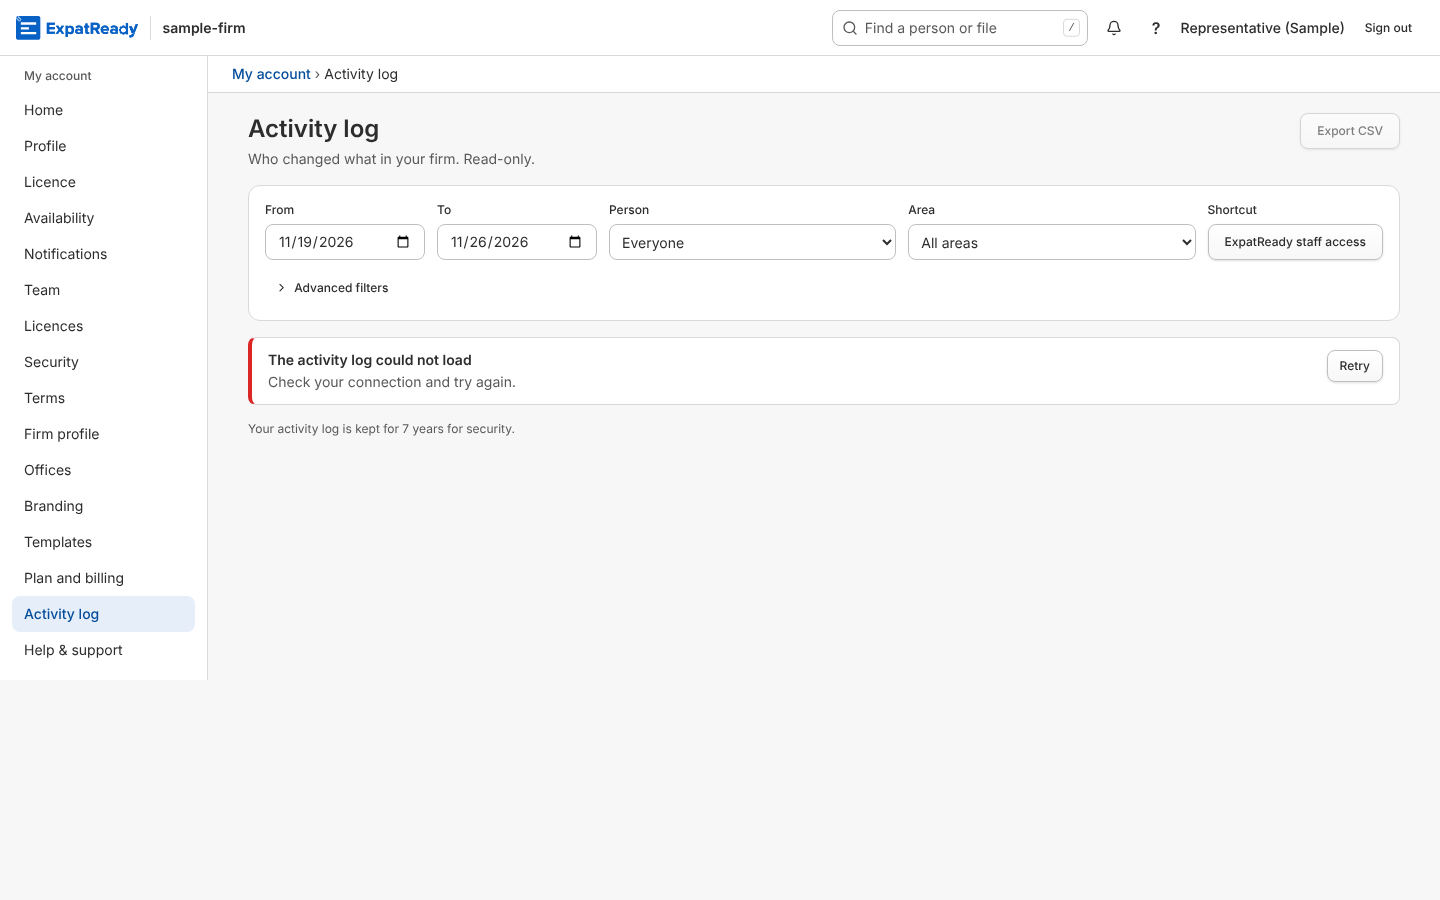 ExpatReady
sample-firm
Find a person or file
/
?
Representative (Sample)
Sign out
My account
Home
Profile
Licence
Availability
Notifications
Team
Licences
Security
Terms
Firm profile
Offices
Branding
Templates
Plan and billing
Activity log
Help & support
My account › Activity log
Activity log
Who changed what in your firm. Read-only.
Export CSV
From
To
Person
Area
Shortcut
11/19/2026
11/26/2026
Everyone
All areas
ExpatReady staff access
Advanced filters
The activity log could not load
Check your connection and try again.
Retry
Your activity log is kept for 7 years for security.